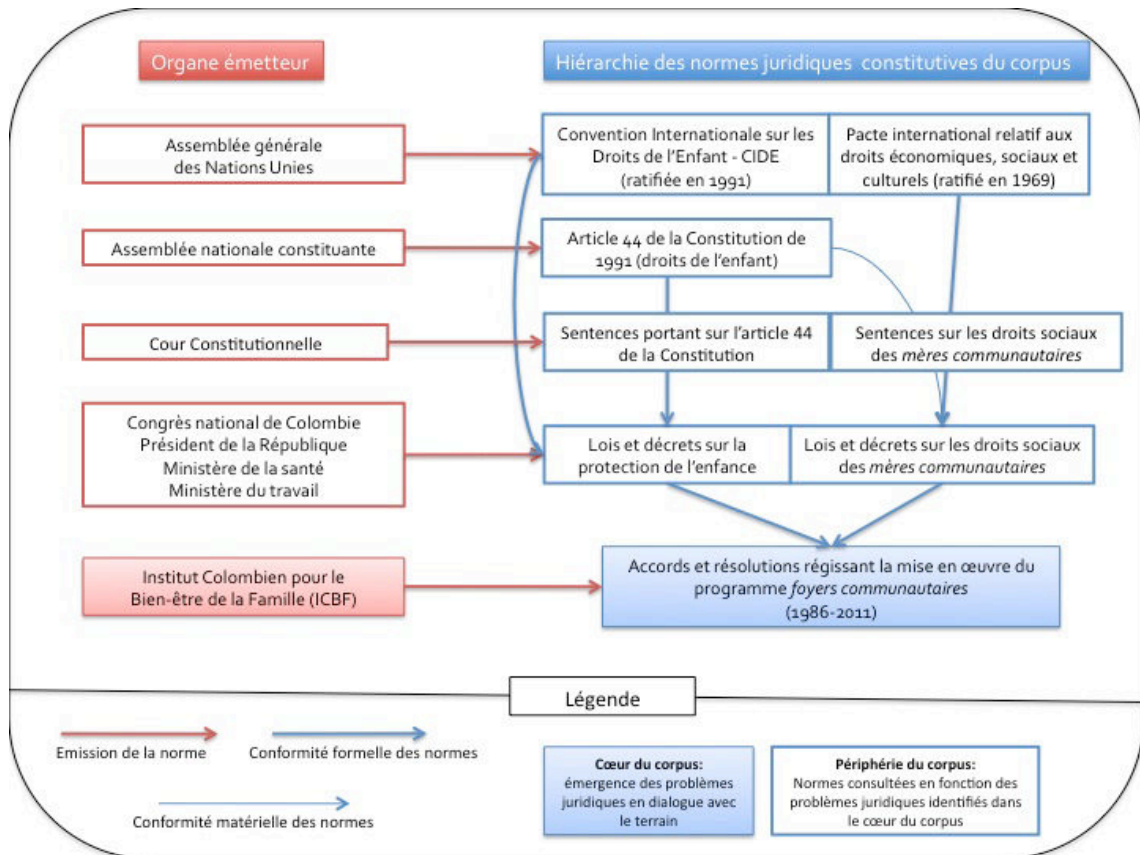 Organe émetteur
Hiérarchie des normes juridiques constitutives du corpus
Assemblée générale
des Nations Unies
Convention Internationale sur les
Droits de l'Enfant - CIDE
(ratifiée en 1991)
Pacte international relatif aux
droits économiques, sociaux et
culturels (ratifié en 1969)
Assemblée nationale constituante
Article 44 de la Constitution de
1991 (droits de l'enfant)
Cour Constitutionnelle
Sentences portant sur l'article 44
de la Constitution
Sentences sur les droits sociaux
des mères communautaires
Congrès national de Colombie
Président de la République
Ministère de la santé
Ministère du travail
Lois et décrets sur la
protection de l'enfance
Lois et décrets sur les droits sociaux
des mères communautaires
Institut Colombien pour le
Bien-être de la Famille (ICBF)
Accords et résolutions régissant la mise en œuvre du
programme foyers communautaires
(1986-2011)
Légende
Emission de la norme
Conformité formelle des normes
Conformité matérielle des normes
Cœur du corpus:
émergence des problèmes
juridiques en dialogue avec
le terrain
Périphérie du corpus:
Normes consultées en fonction des
problèmes juridiques identifiés dans
le cœur du corpus